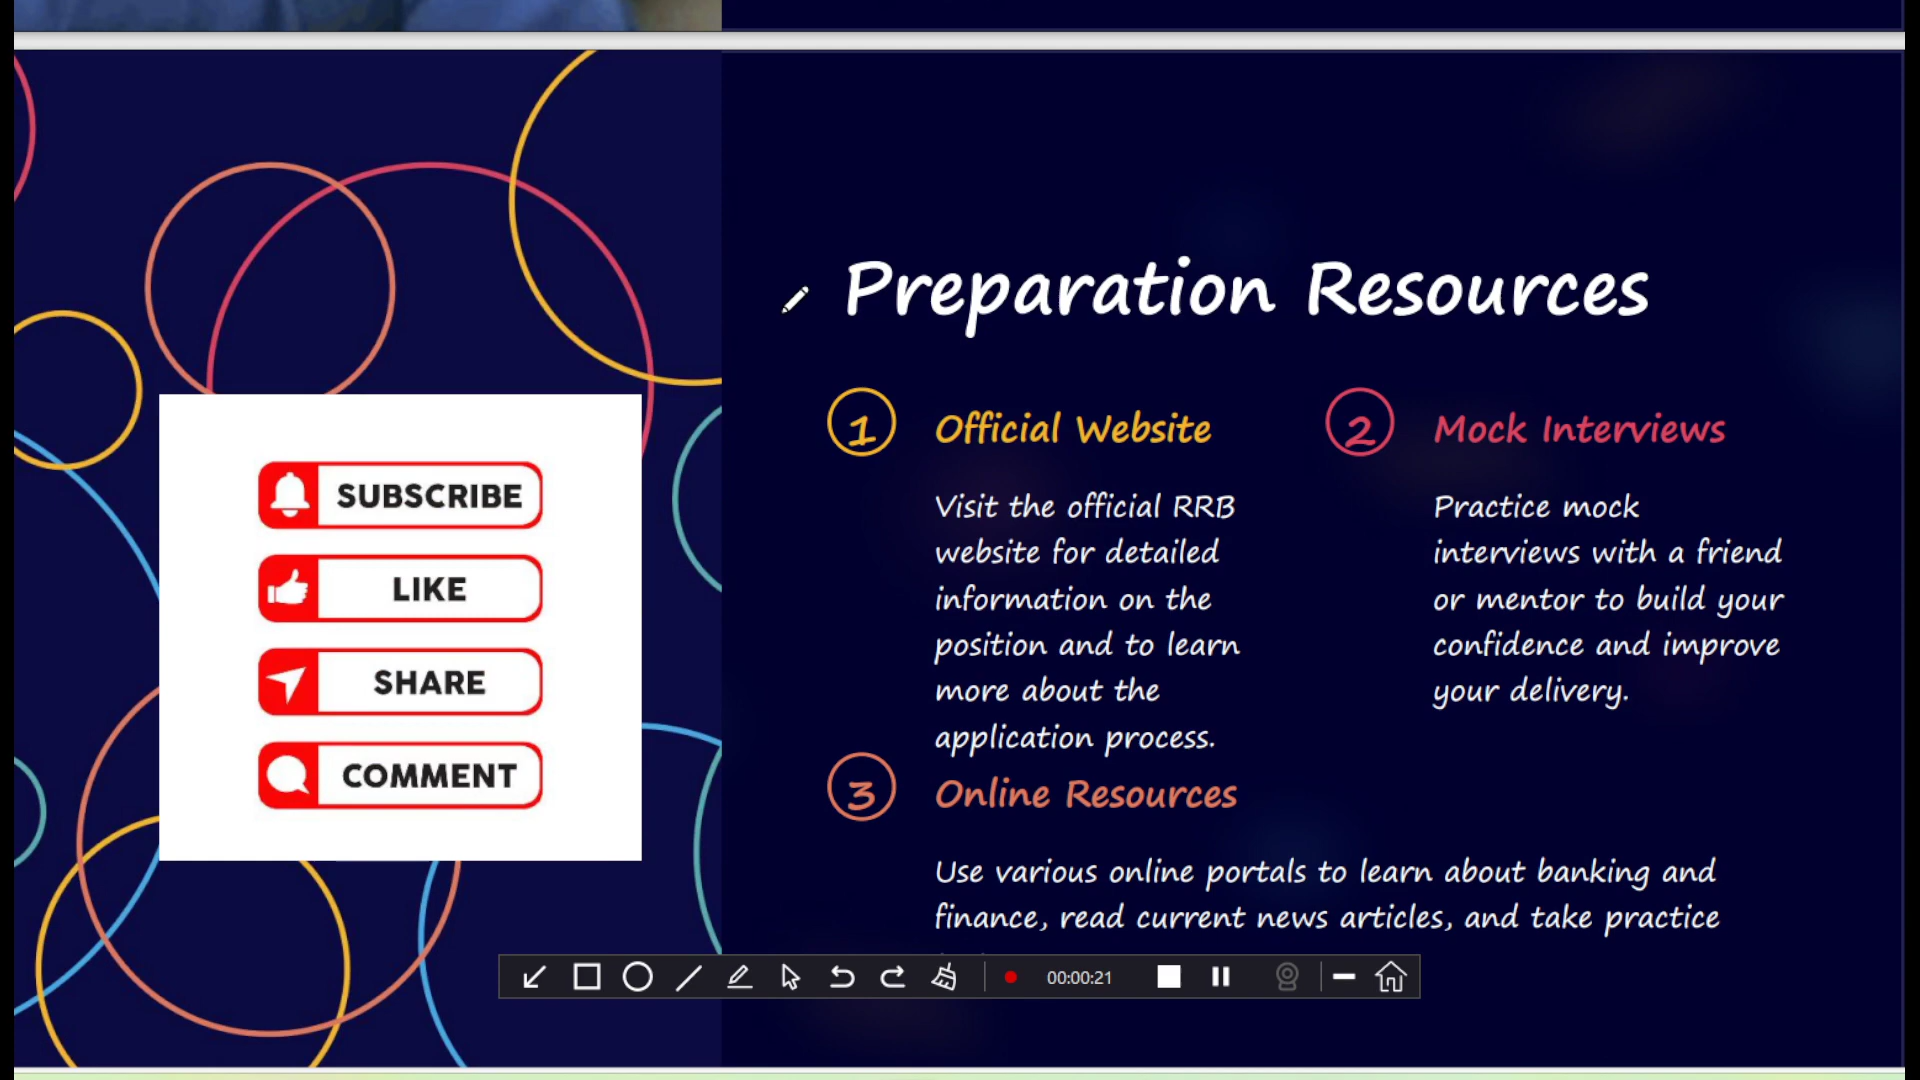 SUBSCRIBE
LIKE
SHARE
COMMENT
Preparation Resources
1 Official Website
Visit the official RRB
website for detailed
information on the
position and to learn
more about the
application process.
2 Mock Interviews
Practice mock
interviews with a friend
or mentor to build your
confidence and improve
your delivery.
3 Online Resources
Use various online portals to learn about banking and
finance, read current news articles, and take practice
00:00:21